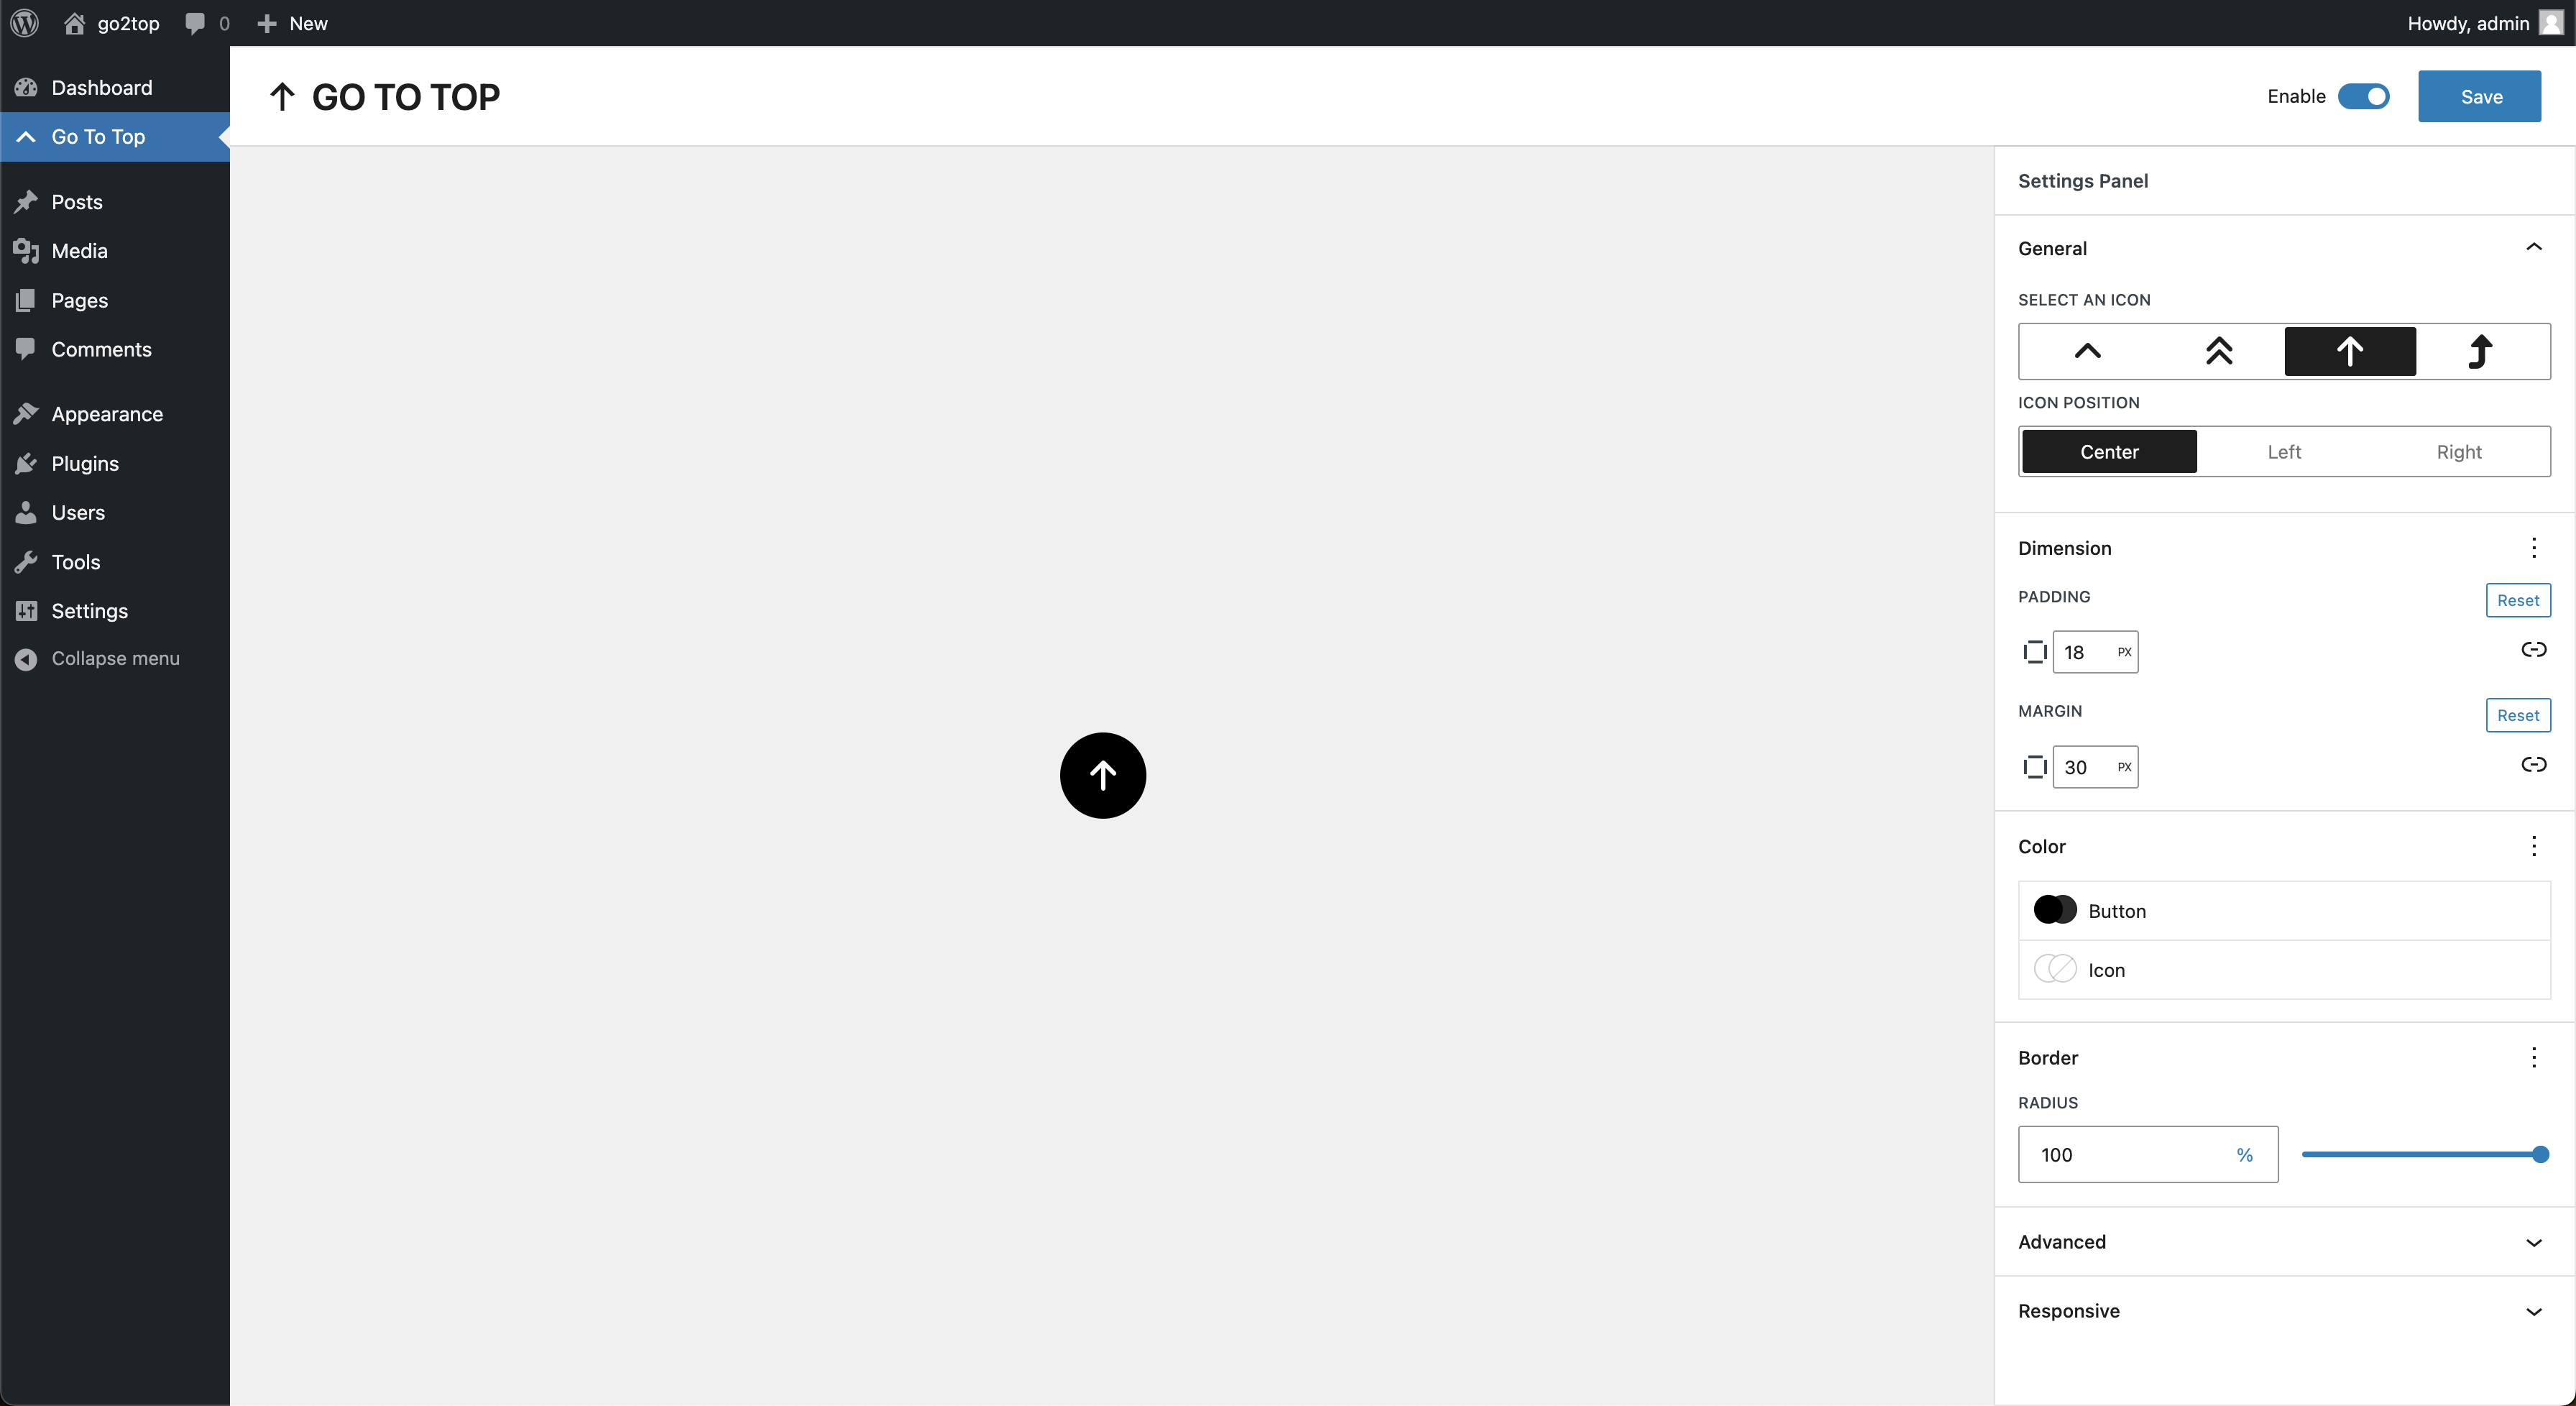 go2top
0
New
Howdy, admin
Dashboard
Go To Top
Posts
Media
Pages
Comments
Appearance
Plugins
Users
Tools
Settings
Collapse menu
GO TO TOP
Enable
Save
Settings Panel
General
SELECT AN ICON
ICON POSITION
Center Left Right
Dimension
PADDING
Reset
18 PX
MARGIN
Reset
30 PX
Color
Button
Icon
Border
RADIUS
100 %
Advanced
Responsive